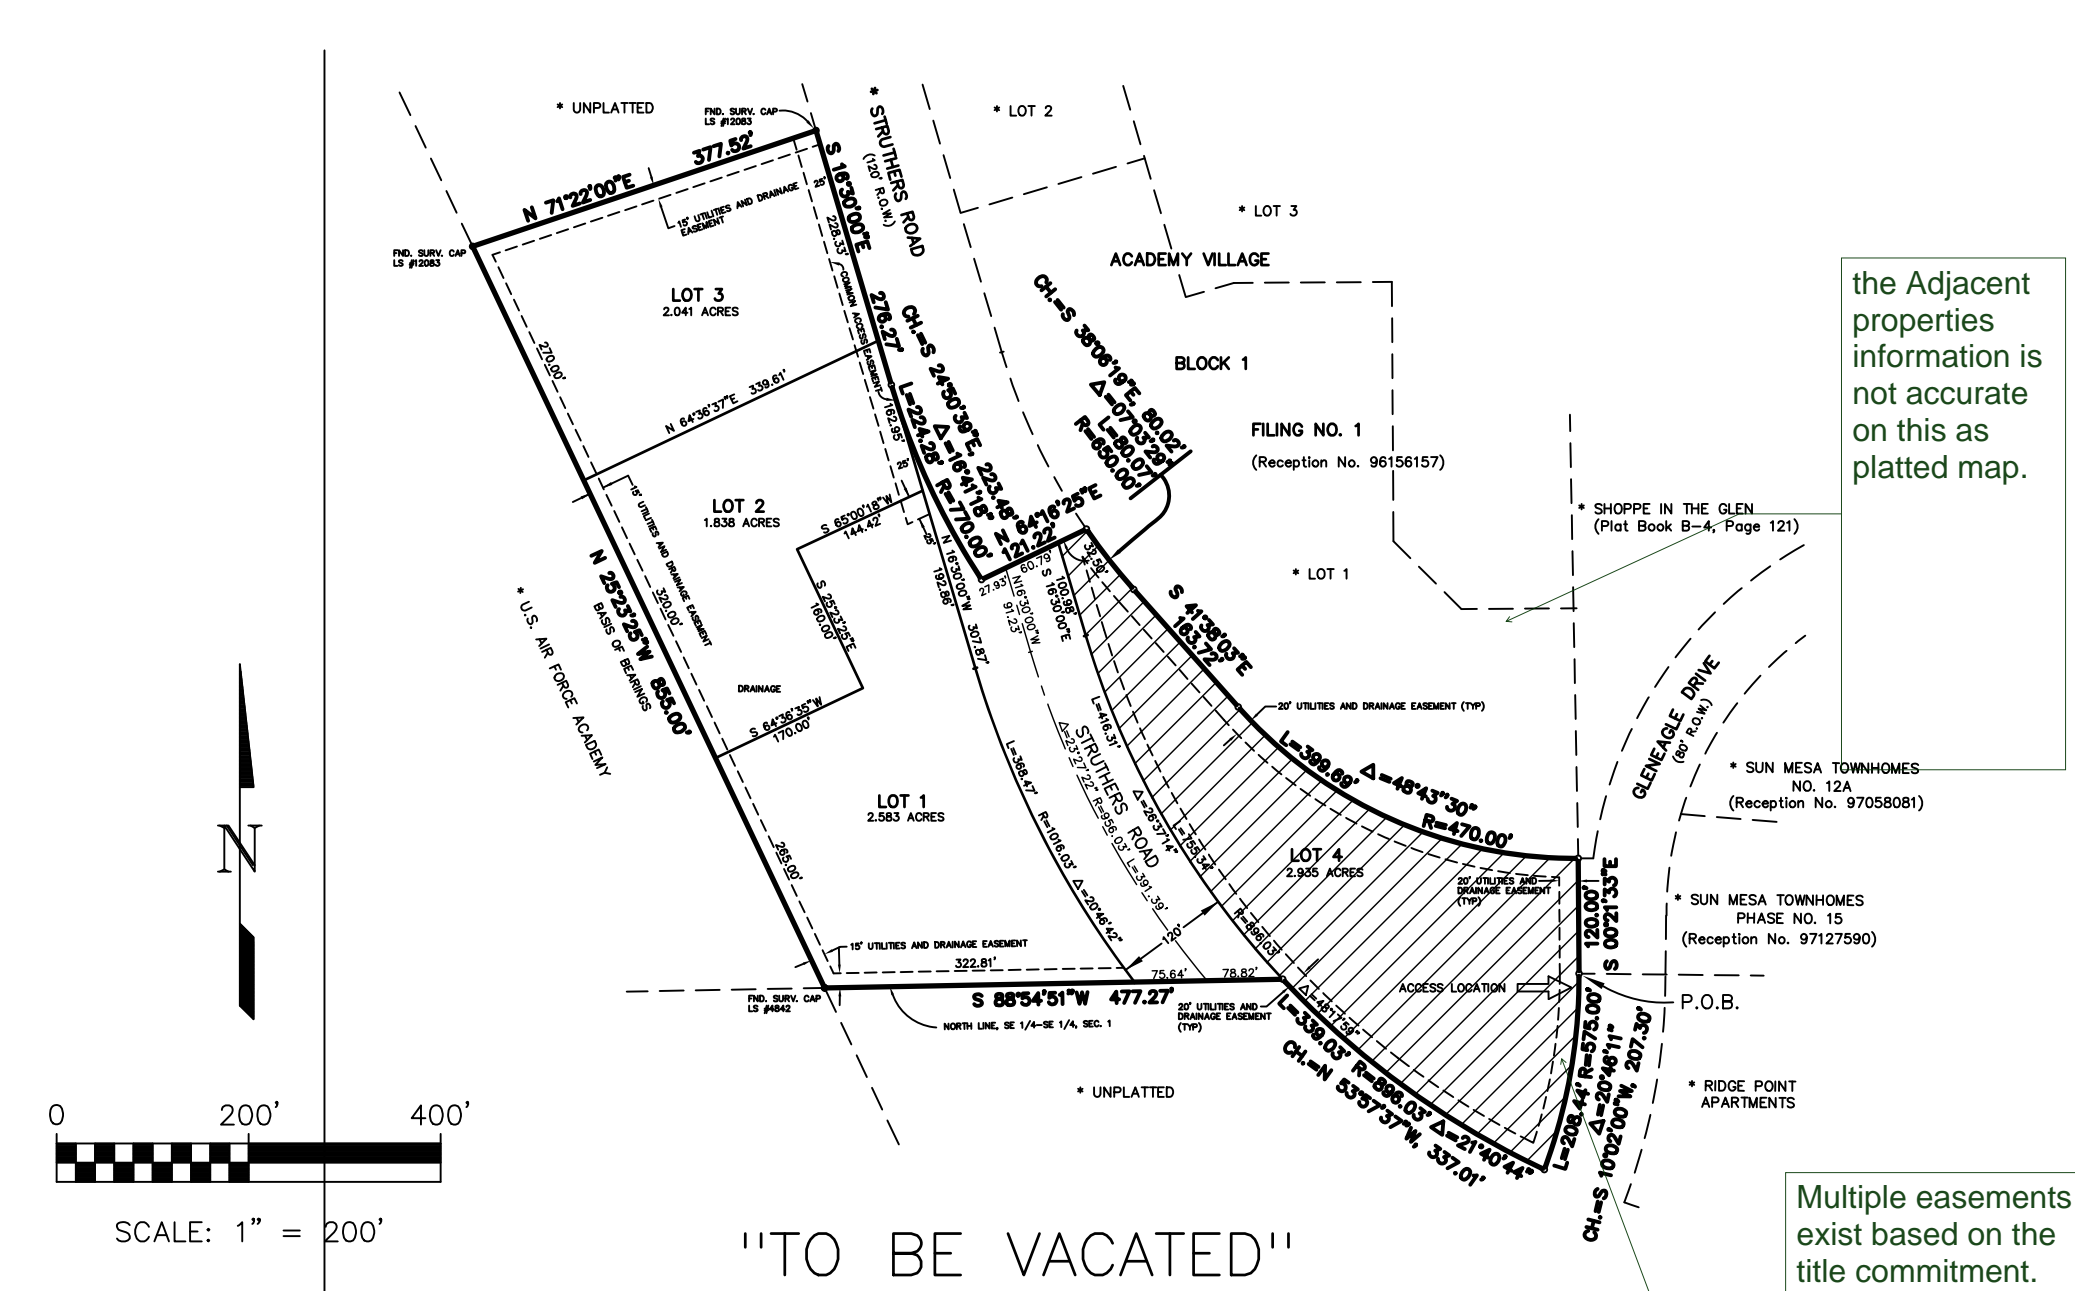 * UNPLATTED
FND. SURV. CAP
LS #12083
* STRUTHERS ROAD
(120' R.O.W.)
* LOT 2
N 71°22'00"E
377.52'
15' UTILITIES AND DRAINAGE
EASEMENT
25'
S 16°30'00"E
228.33'
276.27'
* LOT 3
ACADEMY VILLAGE
FND. SURV. CAP
LS #12083
the Adjacent
properties
information is
not accurate
on this as
platted map.
LOT 3
2.041 ACRES
COMMON ACCESS EASEMENT
270.00'
N 64°36'37"E 339.61'
CH.=S 24°50'39"E, 223.48'
Δ=16°41'18"
L=224.28' R=770.00'
162.95'
25'
CH.=S 38°06'19"E, 80.02'
Δ=07°03'29"
L=80.07'
R=650.00'
BLOCK 1
FILING NO. 1
(Reception No. 96156157)
15' UTILITIES AND DRAINAGE EASEMENT
LOT 2
1.838 ACRES
S 65°00'18"W
144.42'
25'
N 64°16'25"E
121.22'
* SHOPPE IN THE GLEN
(Plat Book B-4, Page 121)
* LOT 1
N 16°30'00"W
192.86'
27.93'
60.79'
32.50'
*
N16°30'00"W
91.23'
100.98'
S 16°30'00"E
307.87'
S 41°38'03"E
163.72'
N 25°23'25"W 855.00'
BASIS OF BEARINGS
320.00'
* U.S. AIR FORCE ACADEMY
S 25°23'25"E
160.00'
DRAINAGE
S 64°36'35"W
170.00'
20' UTILITIES AND DRAINAGE EASEMENT (TYP)
L=399.69' Δ=48°43'30"
R=470.00'
GLENEAGLE DRIVE
(80' R.O.W.)
* SUN MESA TOWNHOMES
NO. 12A
(Reception No. 97058081)
LOT 1
2.583 ACRES
265.00'
L=368.47' R=1016.03' Δ=20°46'42"
STRUTHERS ROAD
Δ=23°27'22" R=956.03' L=391.39'
L=416.31' Δ=26°37'14"
L=755.34' R=896.03'
Δ=48°17'59"
LOT 4
2.935 ACRES
20' UTILITIES AND
DRAINAGE EASEMENT
(TYP)
120.00'
S 00°21'33"E
* SUN MESA TOWNHOMES
PHASE NO. 15
(Reception No. 97127590)
15' UTILITIES AND DRAINAGE EASEMENT
322.81'
120'
75.64'
78.82'
FND. SURV. CAP
LS #4842
S 88°54'51"W 477.27'
NORTH LINE, SE 1/4-SE 1/4, SEC. 1
20' UTILITIES AND
DRAINAGE EASEMENT
(TYP)
ACCESS LOCATION
P.O.B.
L=339.03' R=896.03' Δ=21°40'44"
CH.=N 53°57'37"W, 337.01'
L=208.44' R=575.00'
Δ=20°46'11"
CH.=S 10°02'00"W, 207.30'
* UNPLATTED
* RIDGE POINT
APARTMENTS
N
0 200' 400'
SCALE: 1" = 200'
"TO BE VACATED"
Multiple easements
exist based on the
title commitment.